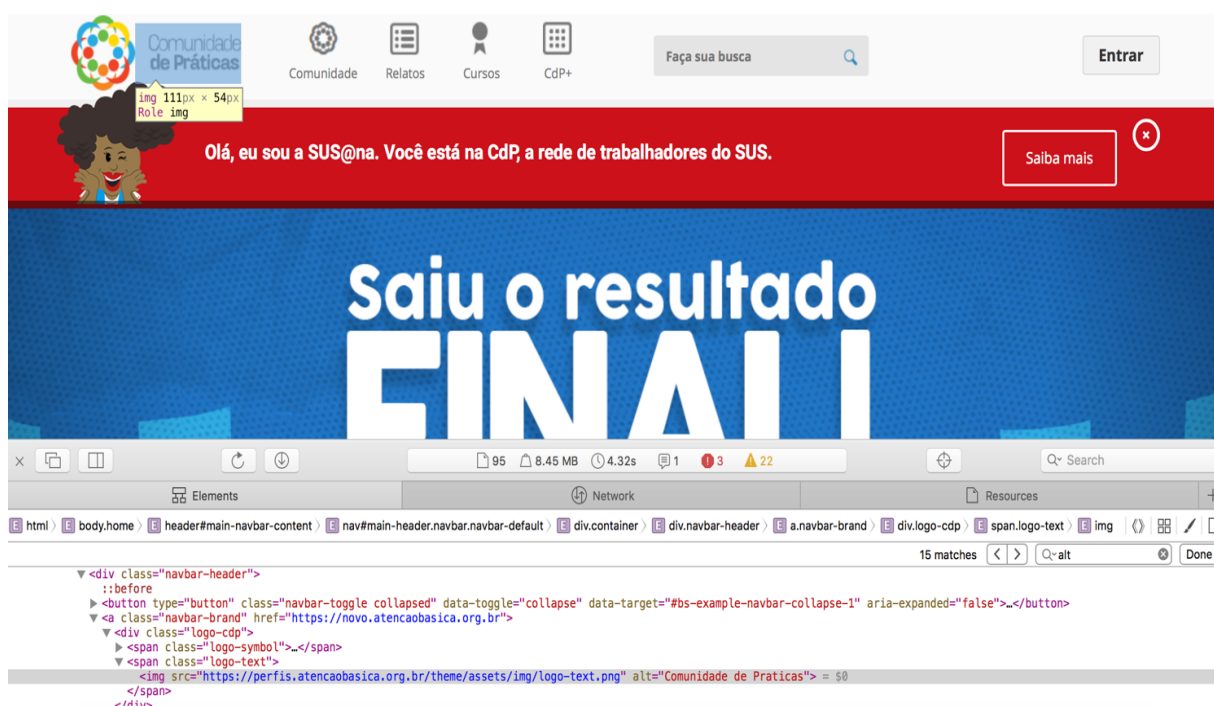 Comunidade
de Práticas
Comunidade
Relatos
Cursos
CdP+
Faça sua busca
Entrar
img 111px × 54px
Role img
Olá, eu sou a SUS@na. Você está na CdP, a rede de trabalhadores do SUS.
Saiba mais
Saiu o resultado
FINAL!
95 8.45 MB 4.32s 1 3 22
Search
Elements
Network
Resources
E html E body.home E header#main-navbar-content E nav#main-header.navbar.navbar-default E div.container E div.navbar-header E a.navbar-brand E div.logo-cdp E span.logo-text E img
15 matches
alt
Done
<div class="navbar-header">
::before
<button type="button" class="navbar-toggle collapsed" data-toggle="collapse" data-target="#bs-example-navbar-collapse-1" aria-expanded="false">…</button>
<a class="navbar-brand" href="https://novo.atencaobasica.org.br">
<div class="logo-cdp">
<span class="logo-symbol">…</span>
<span class="logo-text">
<img src="https://perfis.atencaobasica.org.br/theme/assets/img/logo-text.png" alt="Comunidade de Praticas"> = $0
</span>
</div>